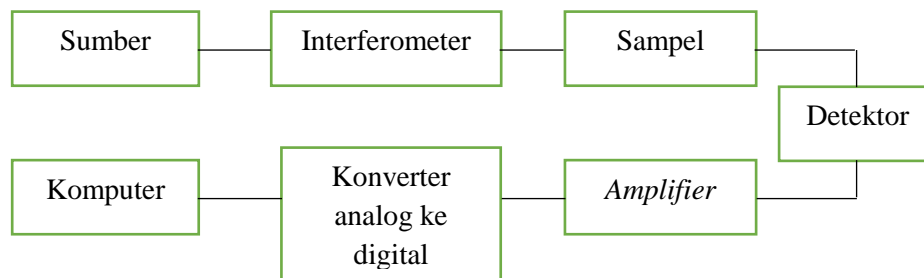 Sumber
Interferometer
Sampel
Detektor
Komputer
Konverter
analog ke
digital
Amplifier